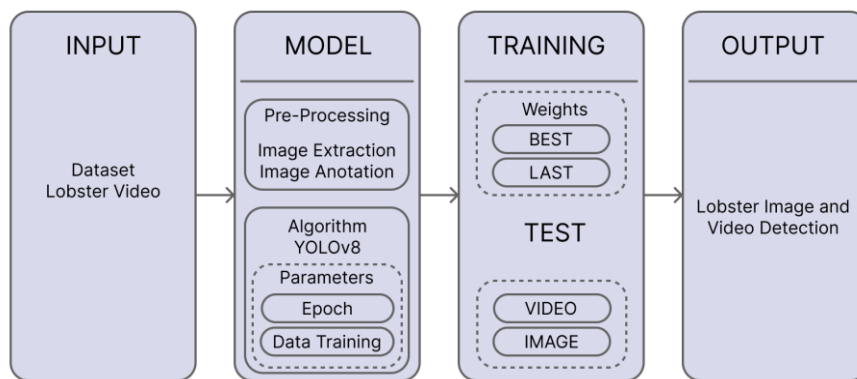 INPUT
Dataset
Lobster Video
MODEL
Pre-Processing
Image Extraction
Image Anotation
Algorithm
YOLOv8
Parameters
Epoch
Data Training
TRAINING
Weights
BEST
LAST
TEST
VIDEO
IMAGE
OUTPUT
Lobster Image and
Video Detection